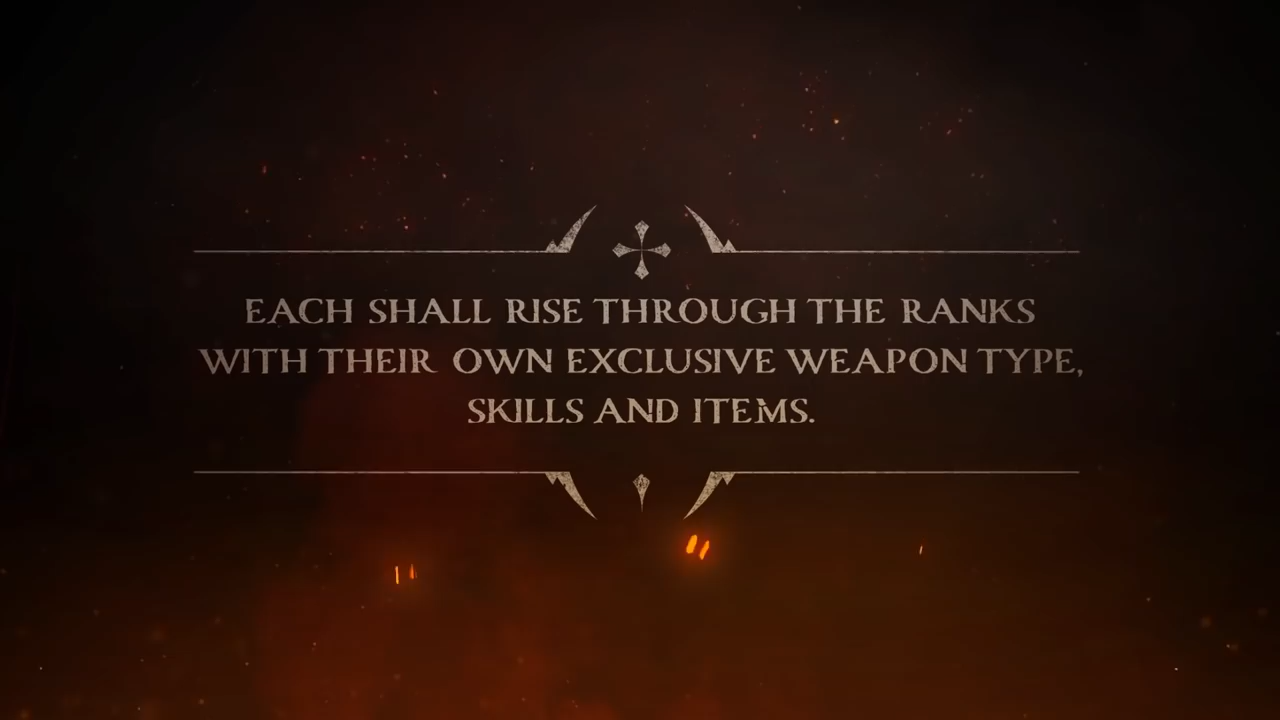 EACH SHALL RISE THROUGH THE RANKS
WITH THEIR OWN EXCLUSIVE WEAPON TYPE,
SKILLS AND ITEMS.